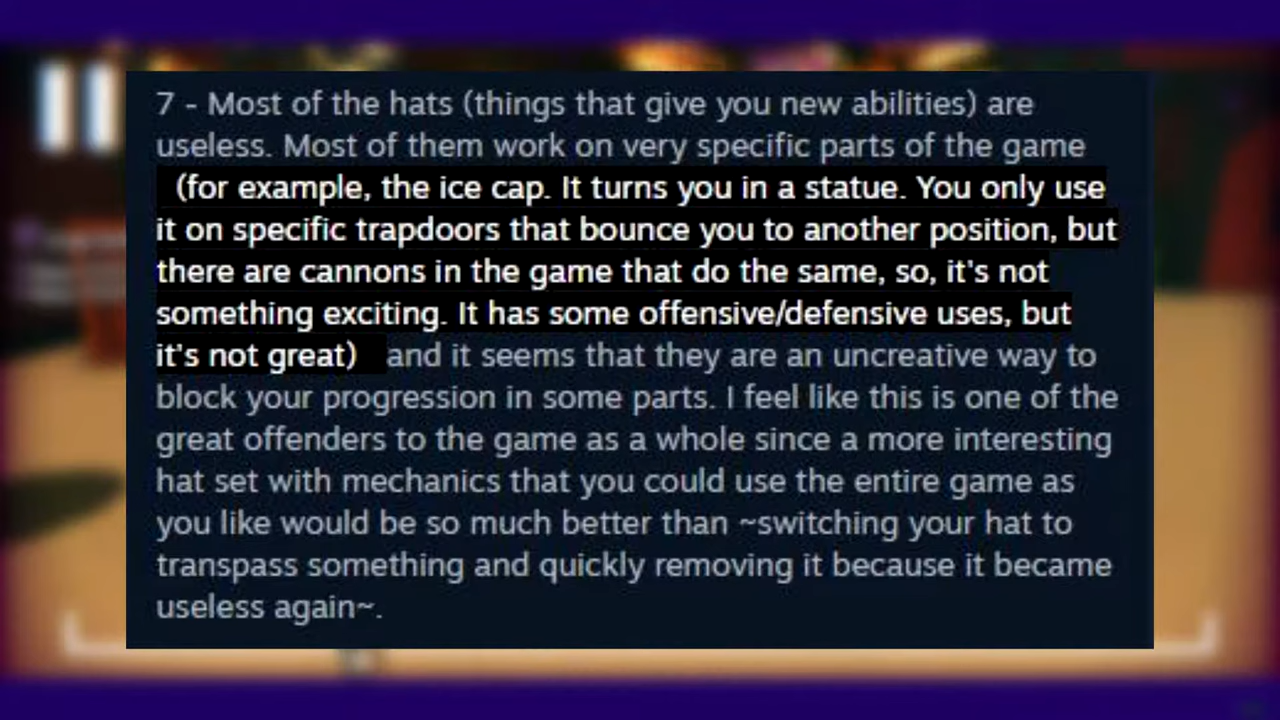 7 - Most of the hats (things that give you new abilities) are
useless. Most of them work on very specific parts of the game
(for example, the ice cap. It turns you in a statue. You only use
it on specific trapdoors that bounce you to another position, but
there are cannons in the game that do the same, so, it's not
something exciting. It has some offensive/defensive uses, but
it's not great) and it seems that they are an uncreative way to
block your progression in some parts. I feel like this is one of the
great offenders to the game as a whole since a more interesting
hat set with mechanics that you could use the entire game as
you like would be so much better than ~switching your hat to
transpass something and quickly removing it because it became
useless again~.